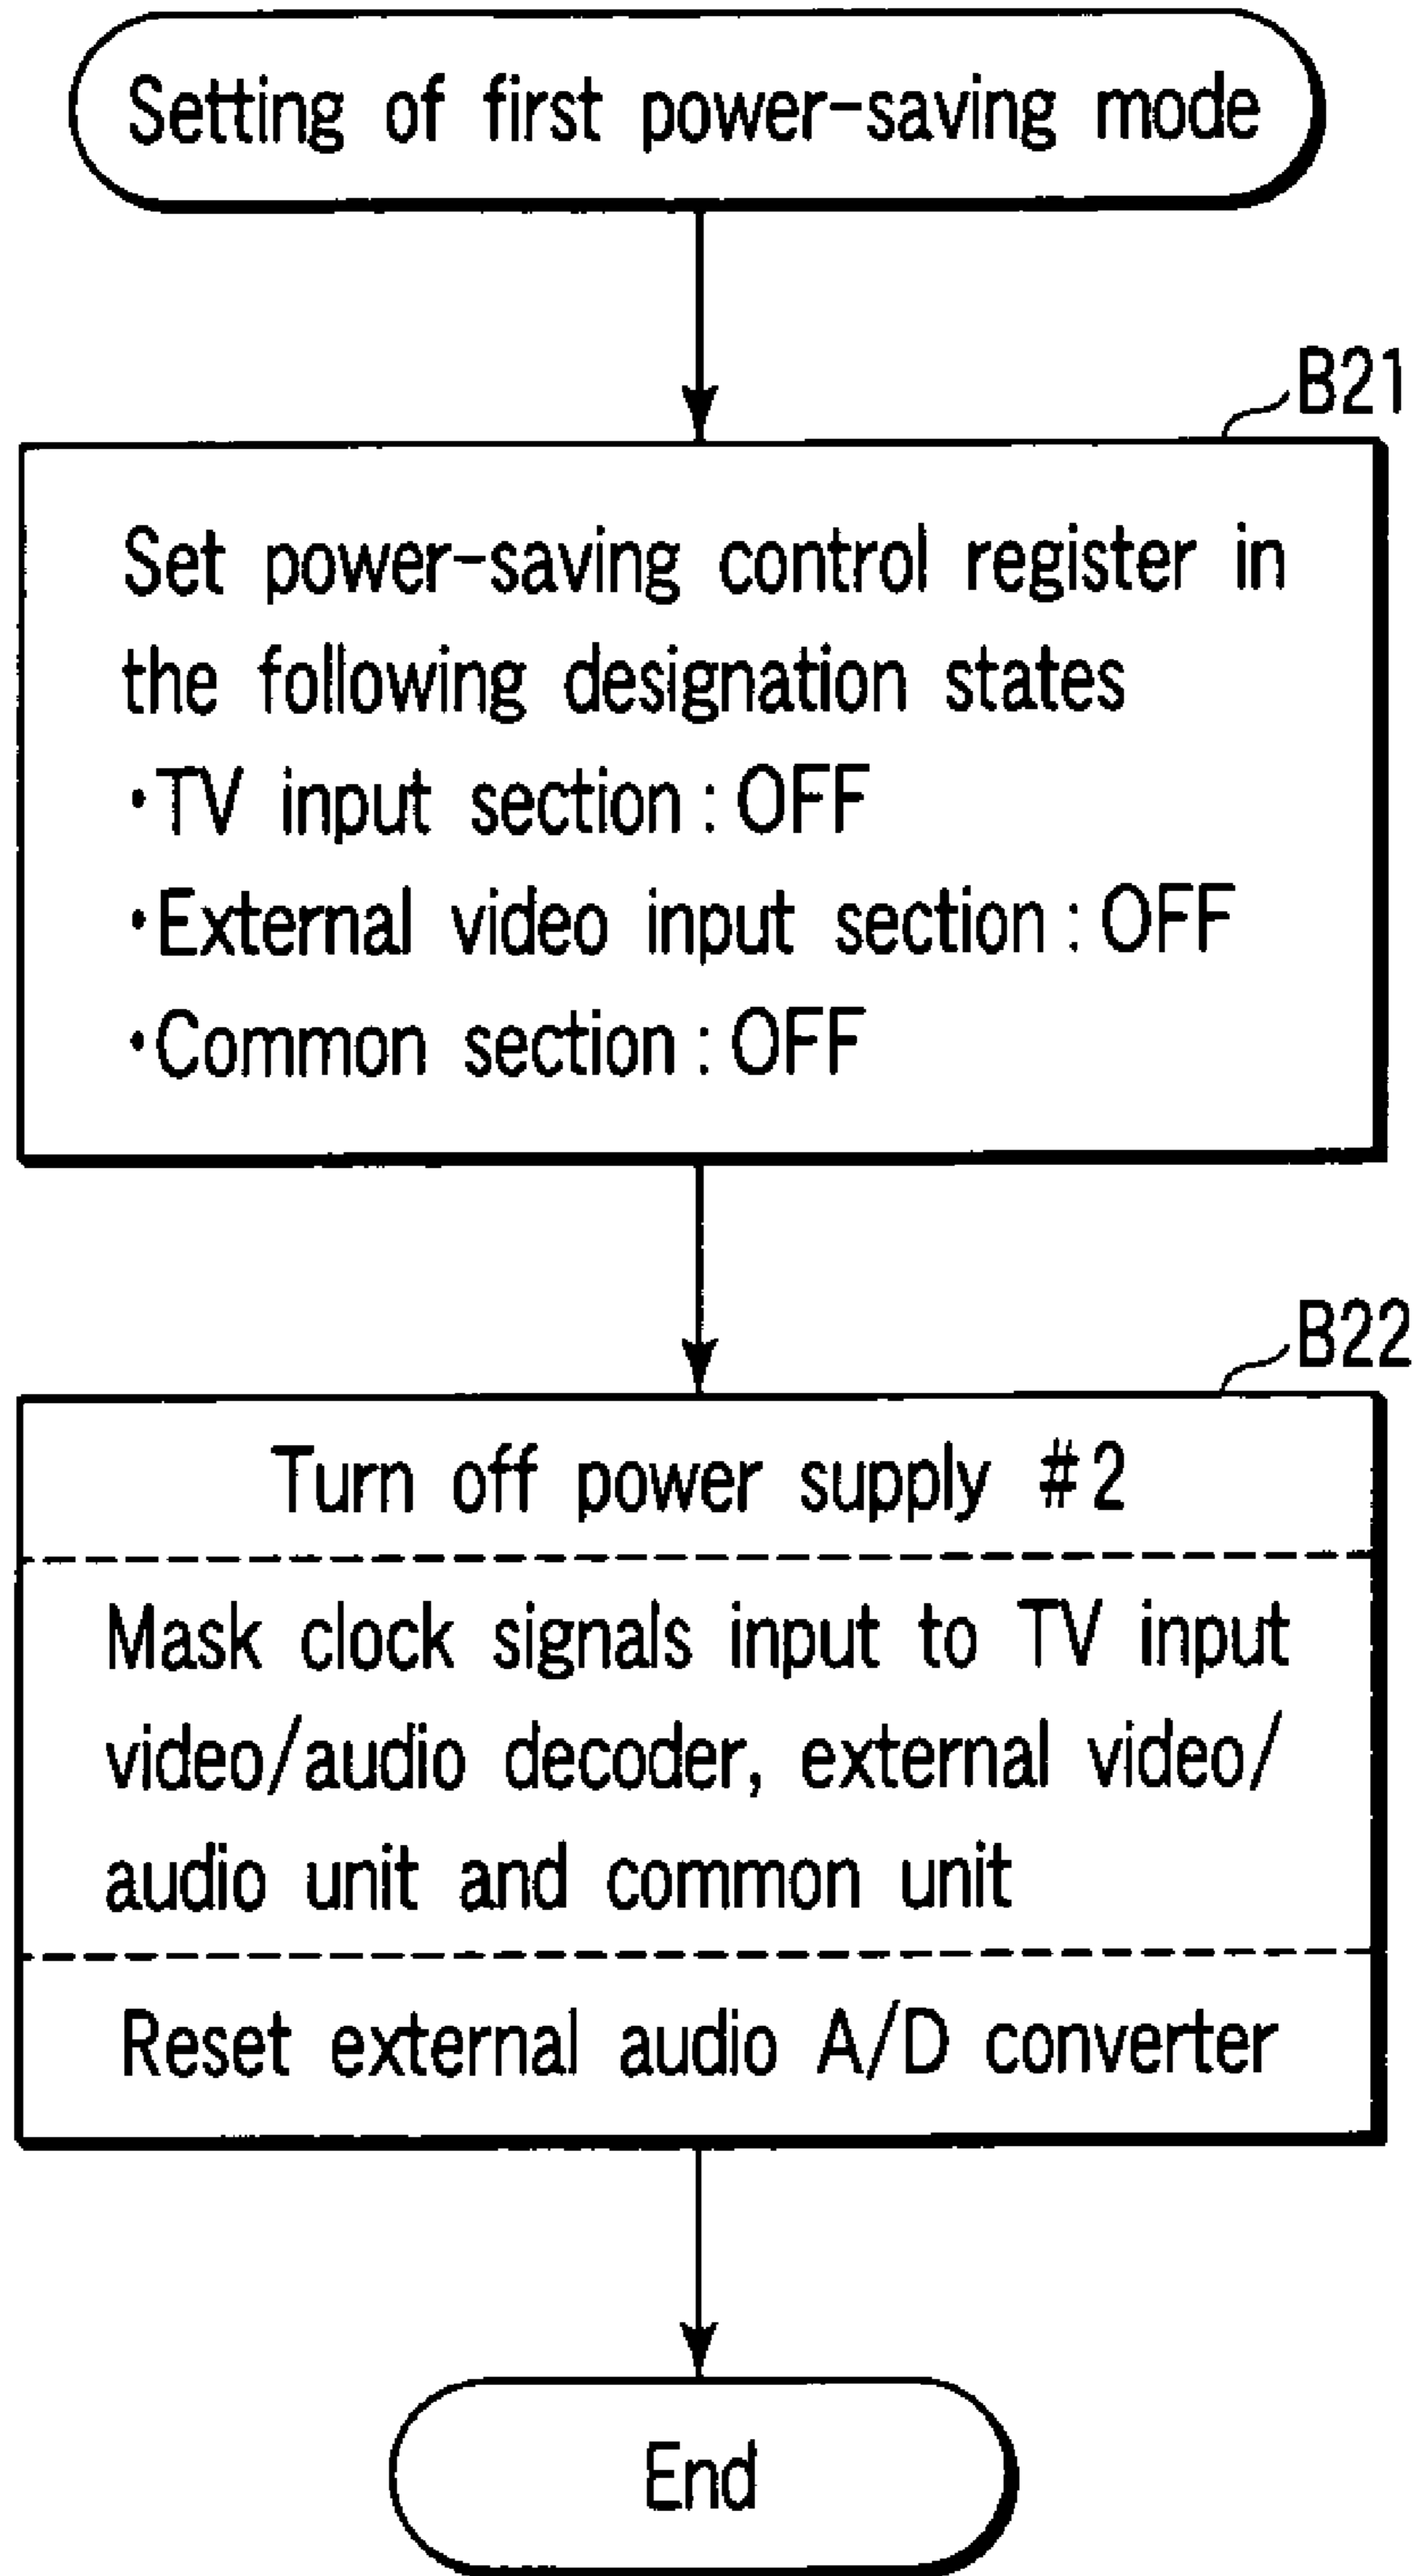 Setting of first power-saving mode
B21
Set power-saving control register in
the following designation states
·TV input section : OFF
·External video input section : OFF
·Common section : OFF
B22
Turn off power supply #2
Mask clock signals input to TV input
video/audio decoder, external video/
audio unit and common unit
Reset external audio A/D converter
End